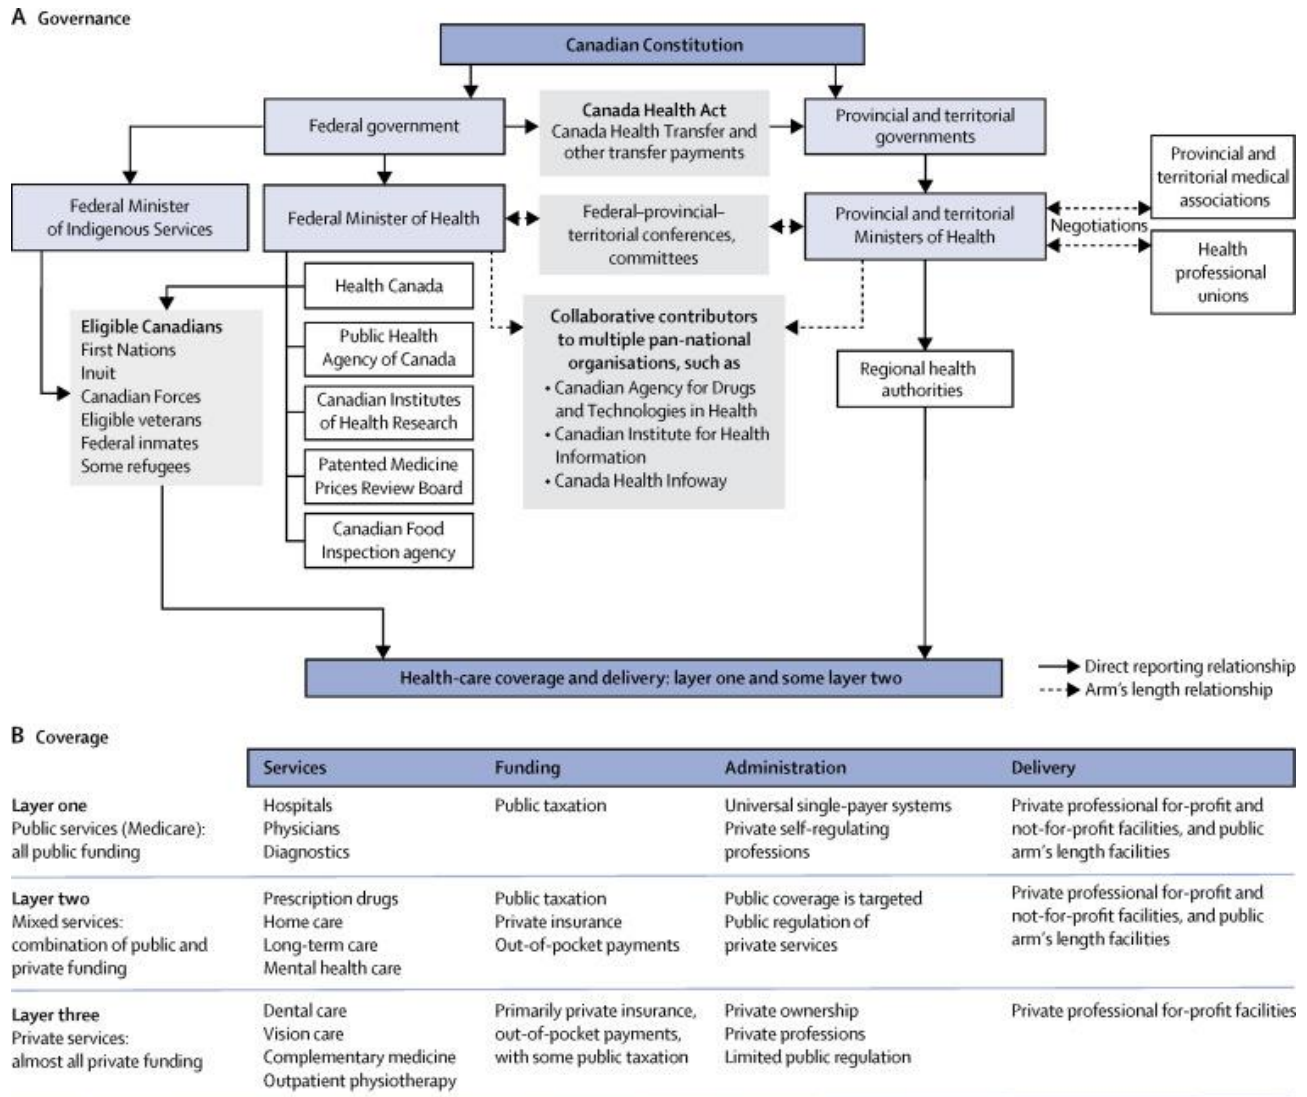 A Governance
Canadian Constitution
Federal government
Canada Health Act
Canada Health Transfer and
other transfer payments
Provincial and territorial
governments
Provincial and
territorial medical
associations
Federal Minister
of Indigenous Services
Federal Minister of Health
Federal–provincial–
territorial conferences,
committees
Provincial and territorial
Ministers of Health
Negotiations
Health
professional
unions
Health Canada
Public Health
Agency of Canada
Canadian Institutes
of Health Research
Patented Medicine
Prices Review Board
Canadian Food
Inspection agency
Eligible Canadians
First Nations
Inuit
Canadian Forces
Eligible veterans
Federal inmates
Some refugees
Collaborative contributors
to multiple pan-national
organisations, such as
• Canadian Agency for Drugs
and Technologies in Health
• Canadian Institute for Health
Information
• Canada Health Infoway
Regional health
authorities
Health-care coverage and delivery: layer one and some layer two
Direct reporting relationship
Arm's length relationship
B Coverage
Services
Funding
Administration
Delivery
Layer one
Public services (Medicare):
all public funding
Hospitals
Physicians
Diagnostics
Public taxation
Universal single-payer systems
Private self-regulating
professions
Private professional for-profit and
not-for-profit facilities, and public
arm's length facilities
Layer two
Mixed services:
combination of public and
private funding
Prescription drugs
Home care
Long-term care
Mental health care
Public taxation
Private insurance
Out-of-pocket payments
Public coverage is targeted
Public regulation of
private services
Private professional for-profit and
not-for-profit facilities, and public
arm's length facilities
Layer three
Private services:
almost all private funding
Dental care
Vision care
Complementary medicine
Outpatient physiotherapy
Primarily private insurance,
out-of-pocket payments,
with some public taxation
Private ownership
Private professions
Limited public regulation
Private professional for-profit facilities